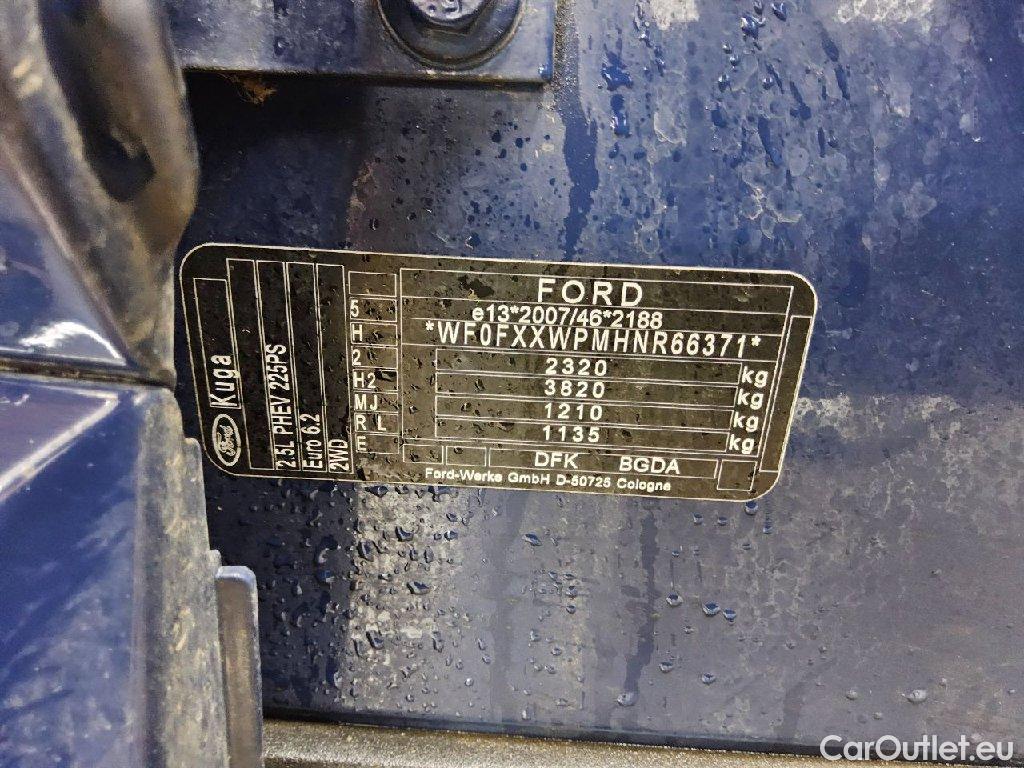 FORD
e13*2007/46*2188
*WF0FXXWPMHNR66371*
2320 kg
3820 kg
1210 kg
1135 kg
DFK BGDA
Ford-Werke GmbH D-50725 Cologne
5
H
2
H2
MJ
R L
E
Ford Kuga
2.5L PHEV 225PS
Euro 6.2
2WD
CarOutlet.eu